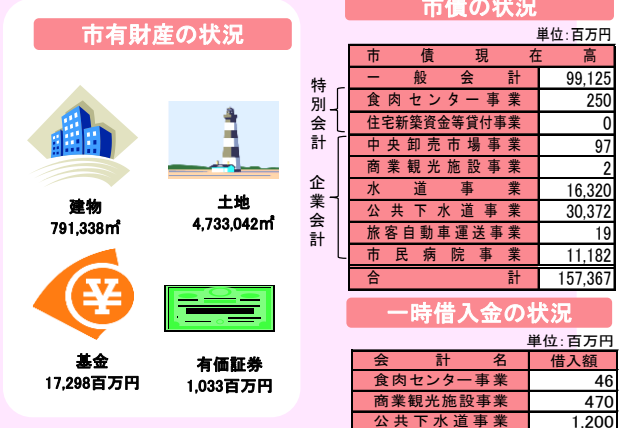 市有財産の状況
建物
791,338㎡
土地
4,733,042㎡
¥
基金
17,298百万円
有価証券
1,033百万円
市債の状況
単位：百万円
市債現在高
特別会計
企業会計
一般会計 99,125
食肉センター事業 250
住宅新築資金等貸付事業 0
中央卸売市場事業 97
商業観光施設事業 2
水道事業 16,320
公共下水道事業 30,372
旅客自動車運送事業 19
市民病院事業 11,182
合計 157,367
一時借入金の状況
単位：百万円
会計名 借入額
食肉センター事業 46
商業観光施設事業 470
公共下水道事業 1,200